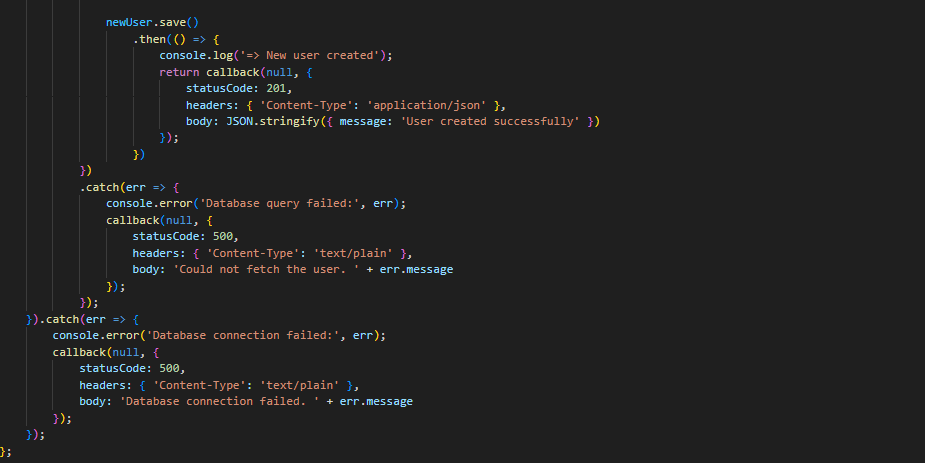 newUser.save()
.then(() => {
console.log('=> New user created');
return callback(null, {
statusCode: 201,
headers: { 'Content-Type': 'application/json' },
body: JSON.stringify({ message: 'User created successfully' })
});
})
})
.catch(err => {
console.error('Database query failed:', err);
callback(null, {
statusCode: 500,
headers: { 'Content-Type': 'text/plain' },
body: 'Could not fetch the user. ' + err.message
});
});
}).catch(err => {
console.error('Database connection failed:', err);
callback(null, {
statusCode: 500,
headers: { 'Content-Type': 'text/plain' },
body: 'Database connection failed. ' + err.message
});
});
};